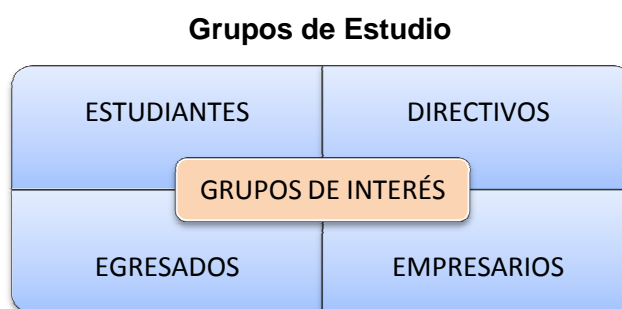 Grupos de Estudio
ESTUDIANTES
DIRECTIVOS
GRUPOS DE INTERÉS
EGRESADOS
EMPRESARIOS